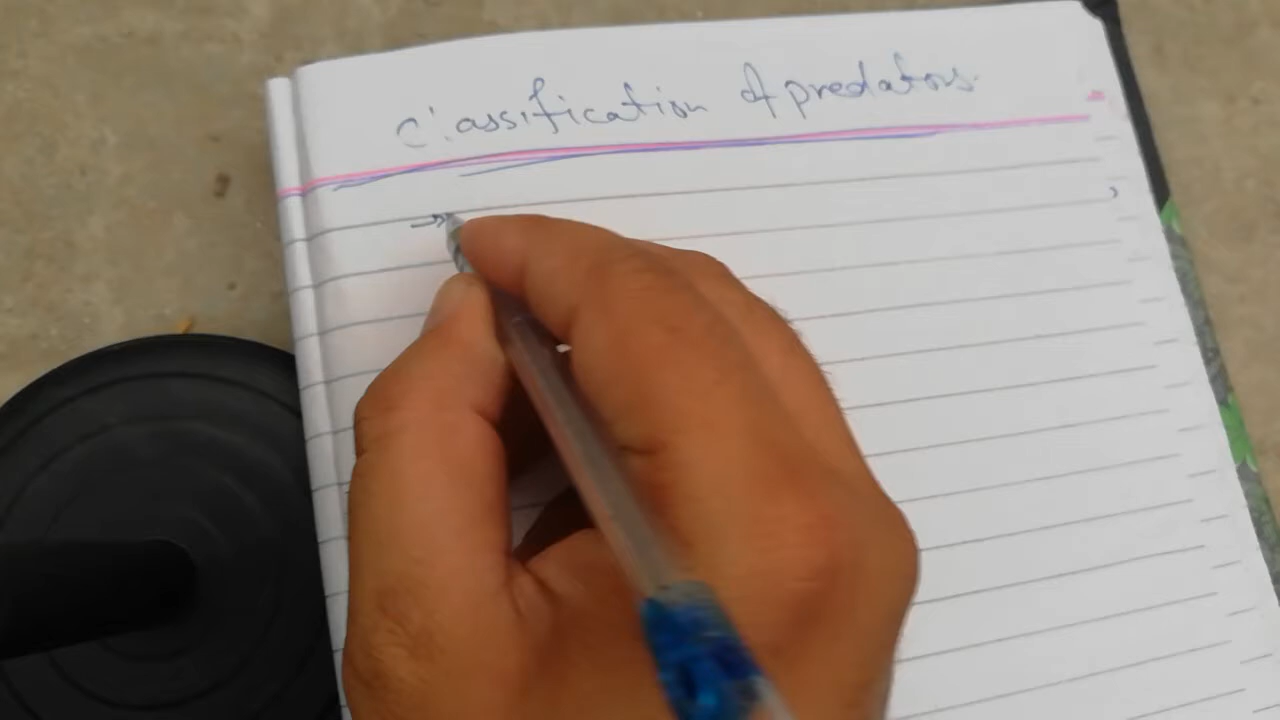 Classification of predators.
→